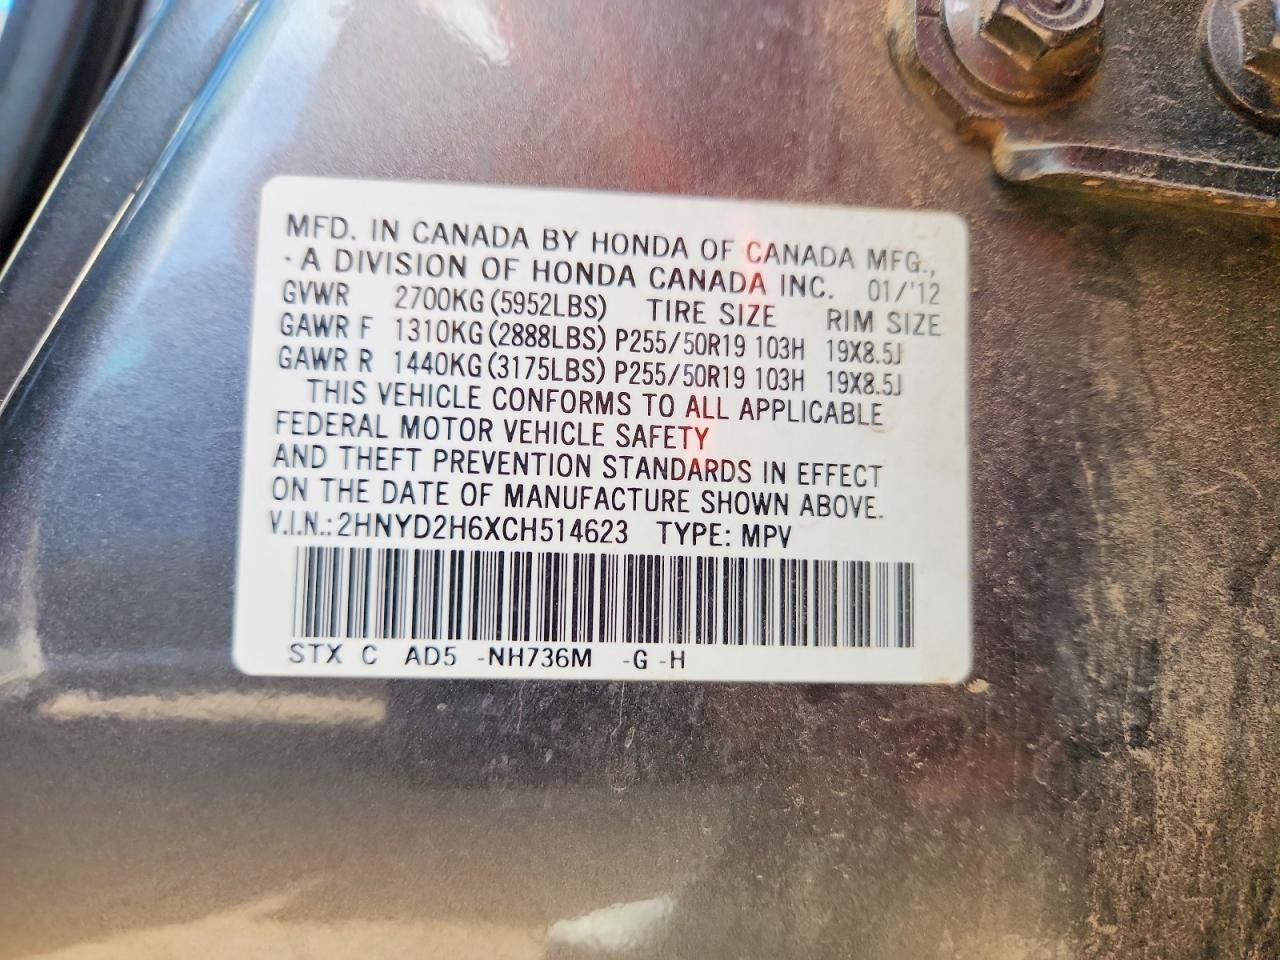 MFD. IN CANADA BY HONDA OF CANADA MFG.,
· A DIVISION OF HONDA CANADA INC. 01/'12
GVWR 2700KG (5952LBS) TIRE SIZE RIM SIZE
GAWR F 1310KG (2888LBS) P255/50R19 103H 19X8.5J
GAWR R 1440KG (3175LBS) P255/50R19 103H 19X8.5J
THIS VEHICLE CONFORMS TO ALL APPLICABLE
FEDERAL MOTOR VEHICLE SAFETY
AND THEFT PREVENTION STANDARDS IN EFFECT
ON THE DATE OF MANUFACTURE SHOWN ABOVE.
V.I.N.: 2HNYD2H6XCH514623 TYPE: MPV
STX C AD5 -NH736M -G -H